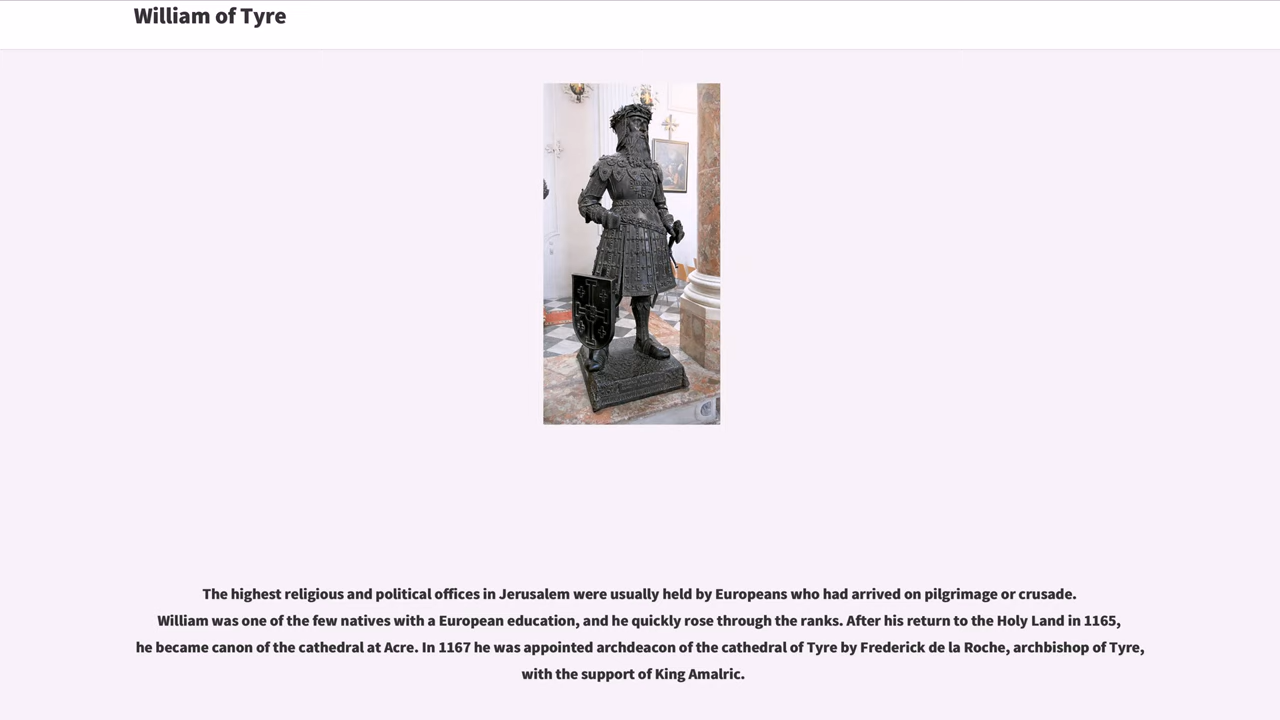 William of Tyre
The highest religious and political offices in Jerusalem were usually held by Europeans who had arrived on pilgrimage or crusade.
William was one of the few natives with a European education, and he quickly rose through the ranks. After his return to the Holy Land in 1165,
he became canon of the cathedral at Acre. In 1167 he was appointed archdeacon of the cathedral of Tyre by Frederick de la Roche, archbishop of Tyre,
with the support of King Amalric.